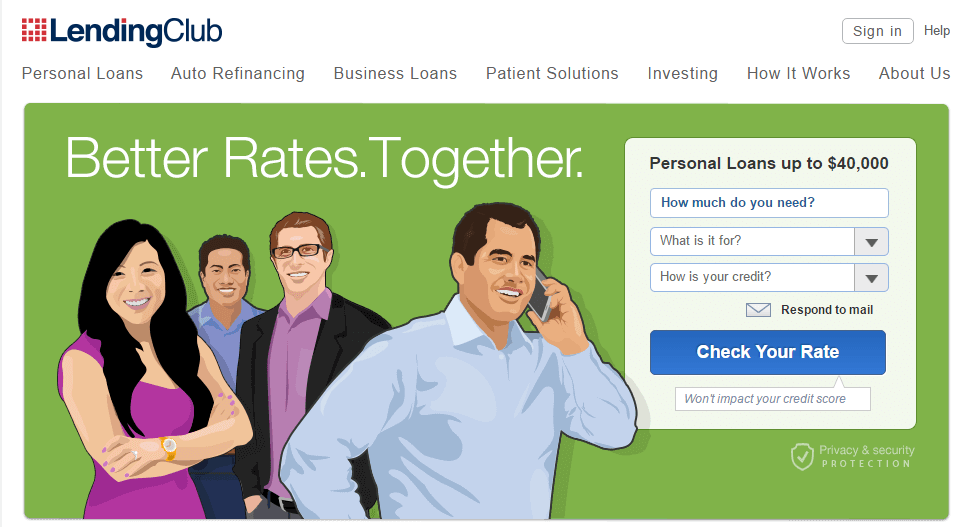 LendingClub
Sign in Help
Personal Loans Auto Refinancing Business Loans Patient Solutions Investing How It Works About Us
Better Rates.Together.
Personal Loans up to $40,000
How much do you need?
What is it for?
How is your credit?
Respond to mail
Check Your Rate
Won't impact your credit score
Privacy & security
PROTECTION